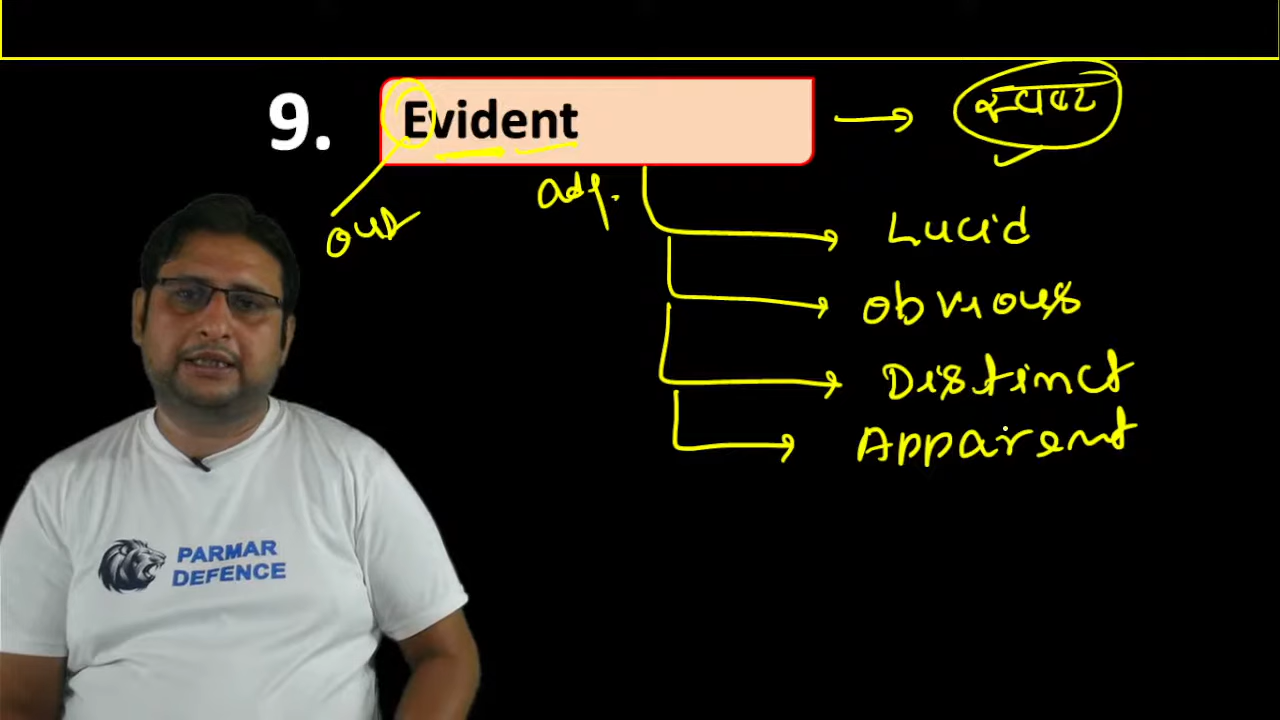 9. Evident
स्पष्ट
adj.
out
Lucid
Obvious
Distinct
Apparent
PARMAR
DEFENCE